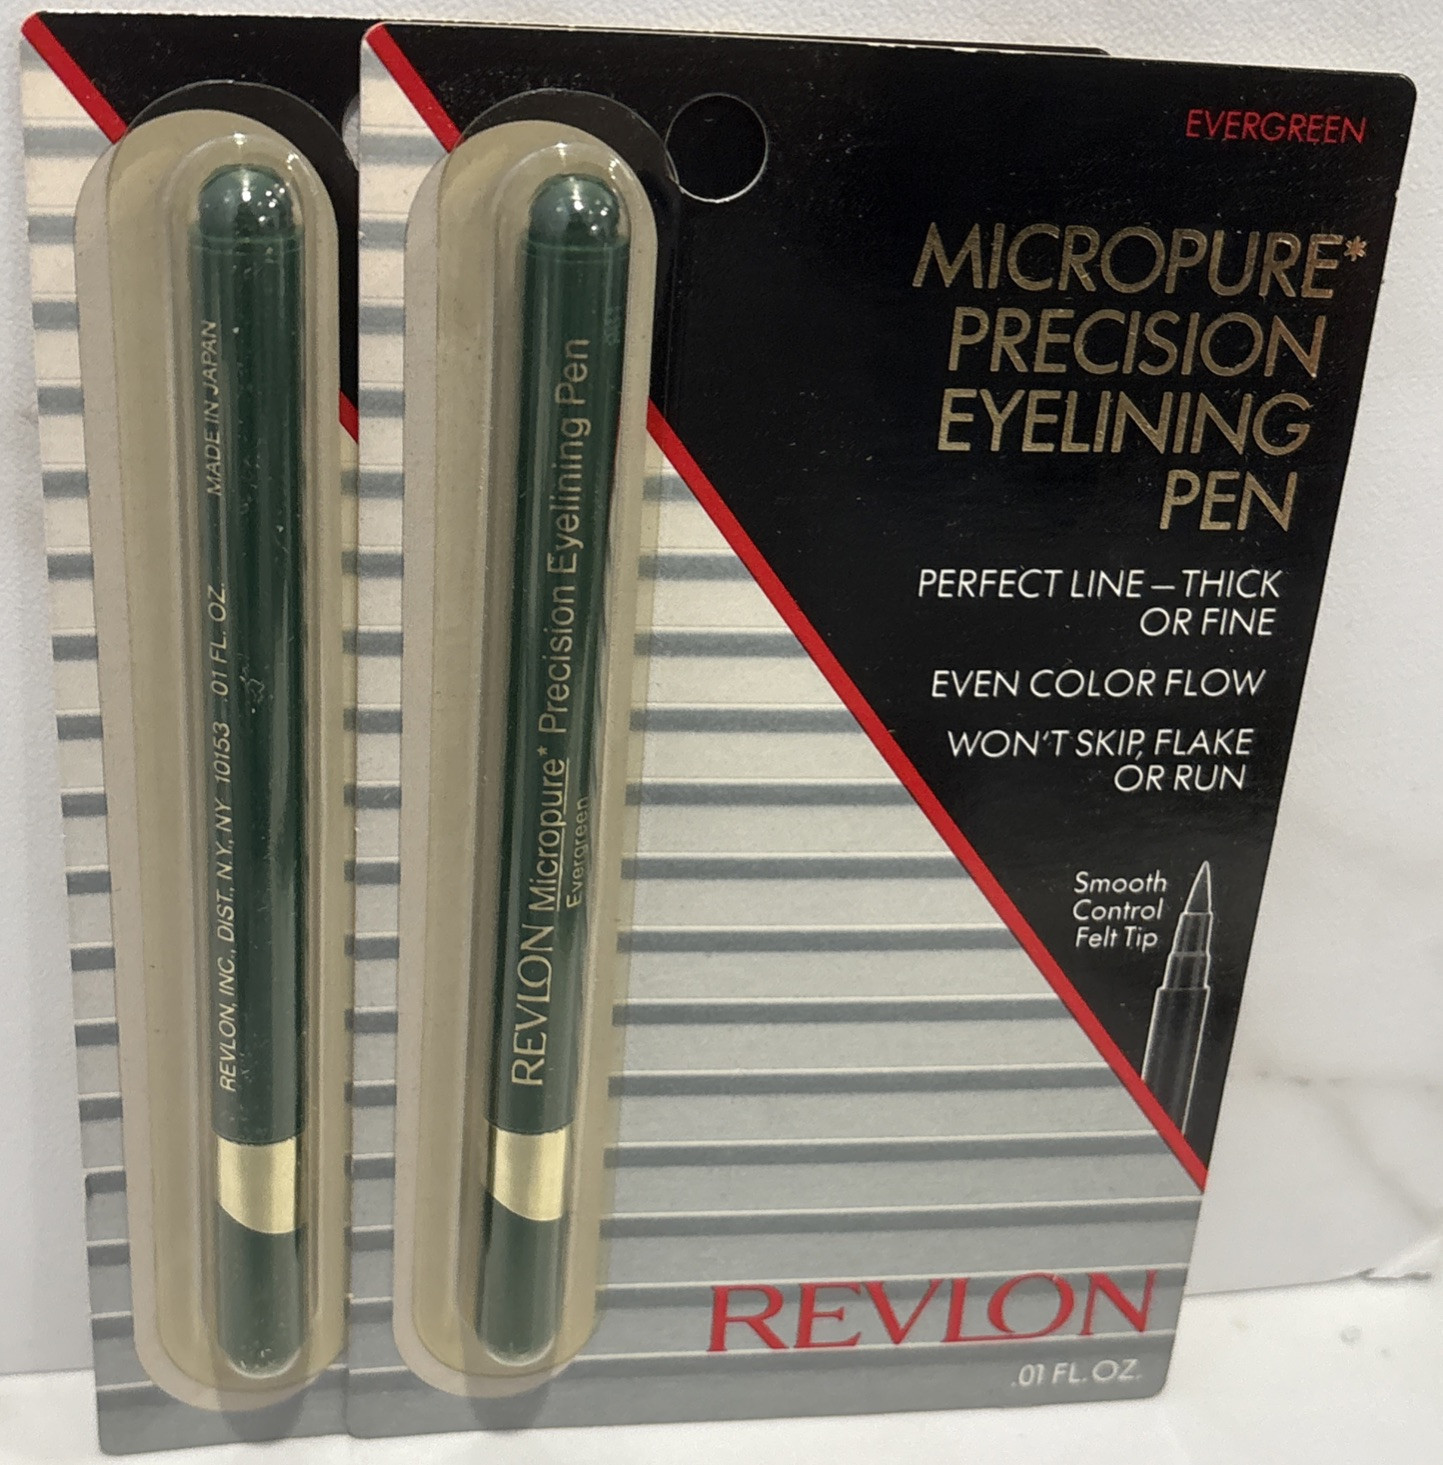 REVLON, INC., DIST., N.Y., NY 10153 .01 FL. OZ. MADE IN JAPAN
REVLON Micropure* Precision Eyelining Pen
Evergreen
EVERGREEN
MICROPURE*
PRECISION
EYELINING
PEN
PERFECT LINE – THICK
OR FINE
EVEN COLOR FLOW
WON'T SKIP, FLAKE
OR RUN
Smooth
Control
Felt Tip
REVLON
.01 FL. OZ.